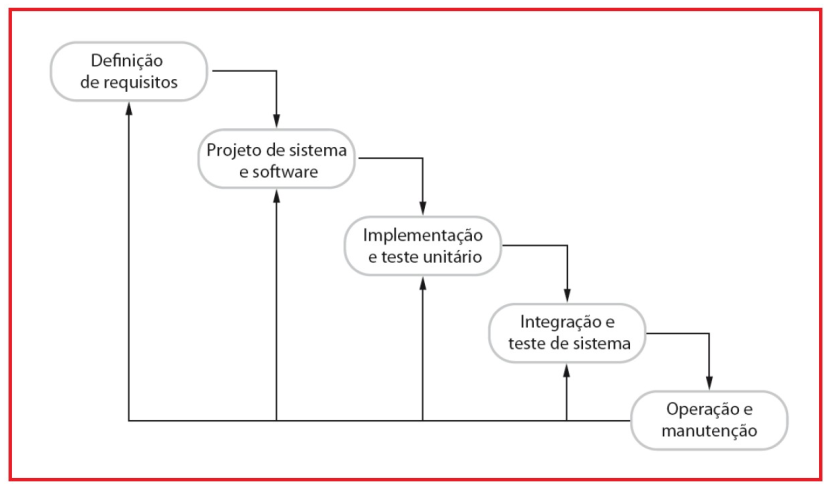 Definição
de requisitos
Projeto de sistema
e software
Implementação
e teste unitário
Integração e
teste de sistema
Operação e
manutenção